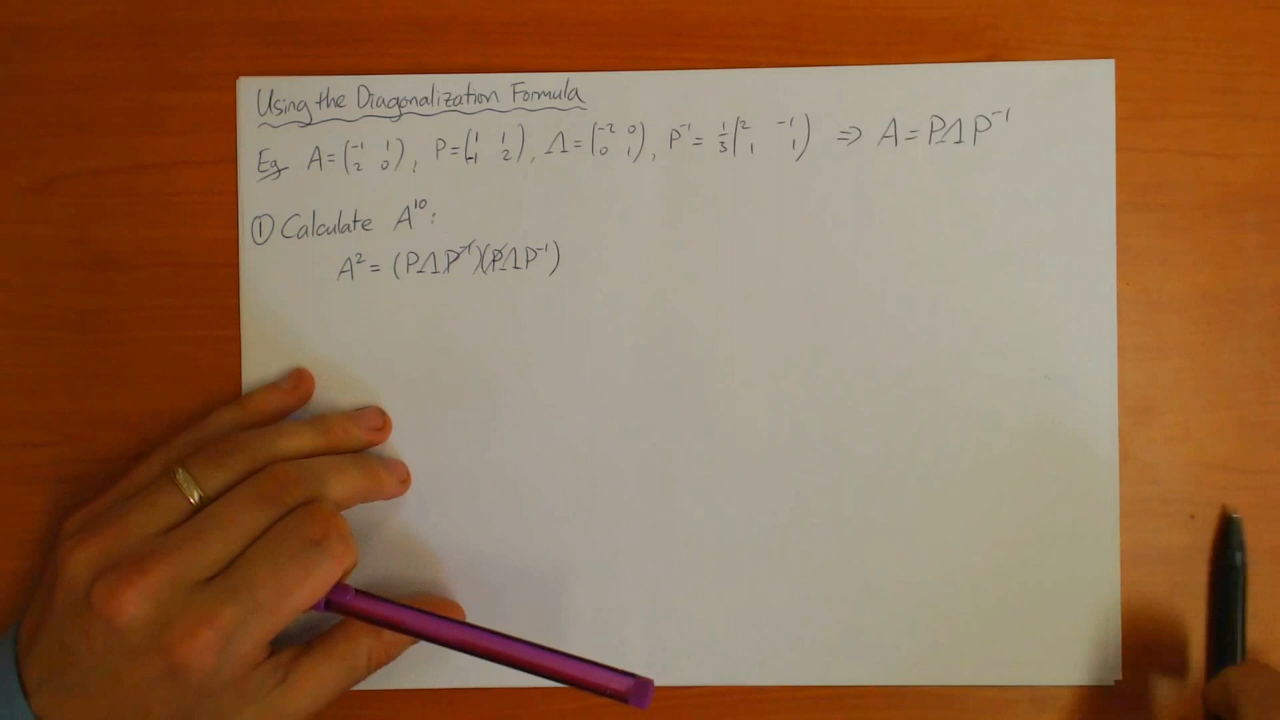 Using the Diagonalization Formula
Eg A = (-1 1 2 0), P = (1 1 -1 2), Λ = (-2 0 0 1), P⁻¹ = 1/3 (2 -1 1 1) ⇒ A = PΛP⁻¹
① Calculate A¹⁰:
A² = (PΛP⁻¹)(PΛP⁻¹)